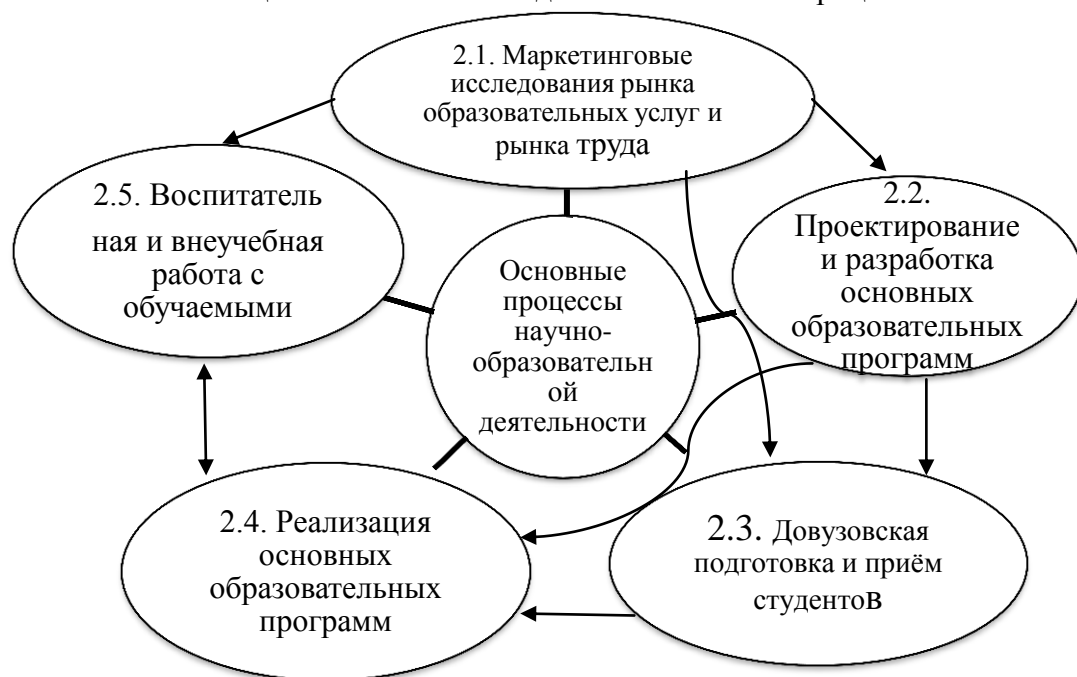 2.1. Маркетинговые
исследования рынка
образовательных услуг и
рынка труда
2.5. Воспитатель
ная и внеучебная
работа с
обучаемыми
2.2.
Проектирование
и разработка
основных
образовательных
программ
Основные
процессы
научно-
образовательн
ой
деятельности
2.4. Реализация
основных
образовательных
программ
2.3. Довузовская
подготовка и приём
студентов